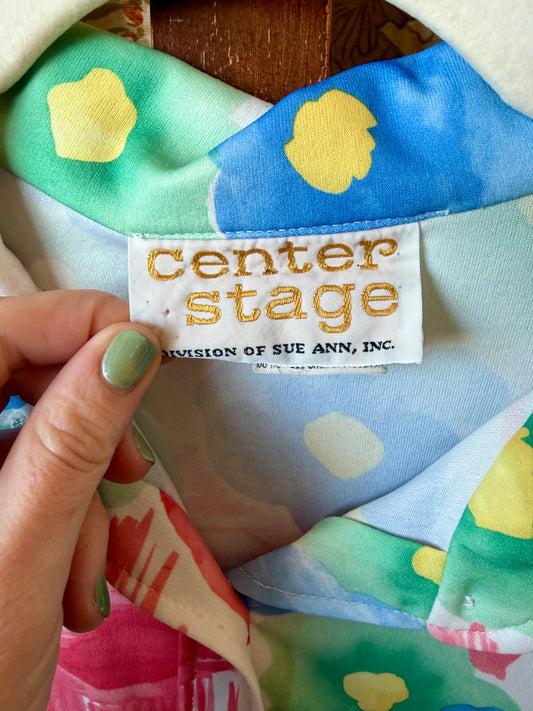 center
stage
DIVISION OF SUE ANN, INC.